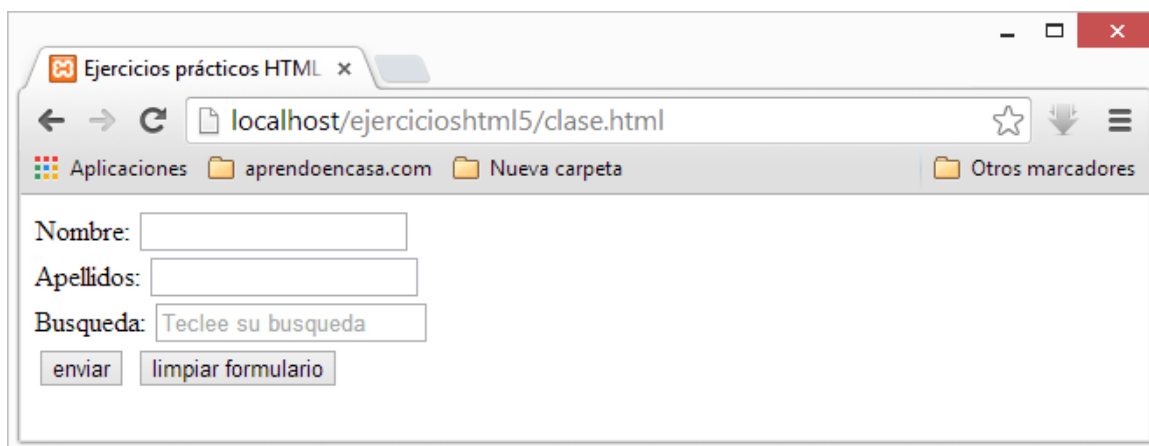 Ejercicios prácticos HTML
localhost/ejercicioshtml5/clase.html
Aplicaciones aprendoencasa.com Nueva carpeta Otros marcadores
Nombre:
Apellidos:
Busqueda: Teclee su busqueda
enviar limpiar formulario